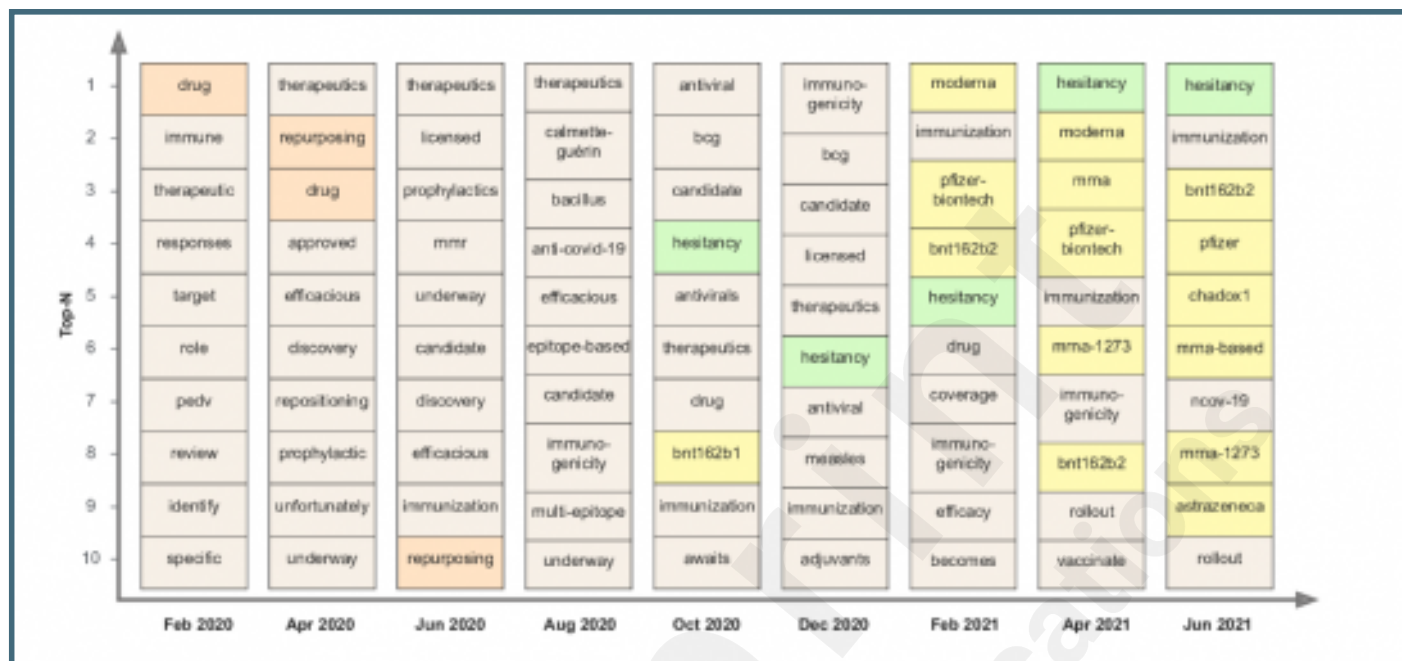 Top-N
1
2
3
4
5
6
7
8
9
10
drug
immune
therapeutic
responses
target
role
pedv
review
identify
specific
Feb 2020
therapeutics
repurposing
drug
approved
efficacious
discovery
repositioning
prophylactic
unfortunately
underway
Apr 2020
therapeutics
licensed
prophylactics
mmr
underway
candidate
discovery
efficacious
immunization
repurposing
Jun 2020
therapeutics
calmette-
guérin
bacillus
anti-covid-19
efficacious
epitope-based
candidate
immuno-
genicity
multi-epitope
underway
Aug 2020
antiviral
bcg
candidate
hesitancy
antivirals
therapeutics
drug
bnt162b1
immunization
awaits
Oct 2020
immuno-
genicity
bcg
candidate
licensed
therapeutics
hesitancy
antiviral
measles
immunization
adjuvants
Dec 2020
moderna
immunization
pfizer-
biontech
bnt162b2
hesitancy
drug
coverage
immuno-
genicity
efficacy
becomes
Feb 2021
hesitancy
moderna
mrna
pfizer-
biontech
immunization
mrna-1273
immuno-
genicity
bnt162b2
rollout
vaccinate
Apr 2021
hesitancy
immunization
bnt162b2
pfizer
chadox1
mrna-based
ncov-19
mrna-1273
astrazeneca
rollout
Jun 2021
rint
cations